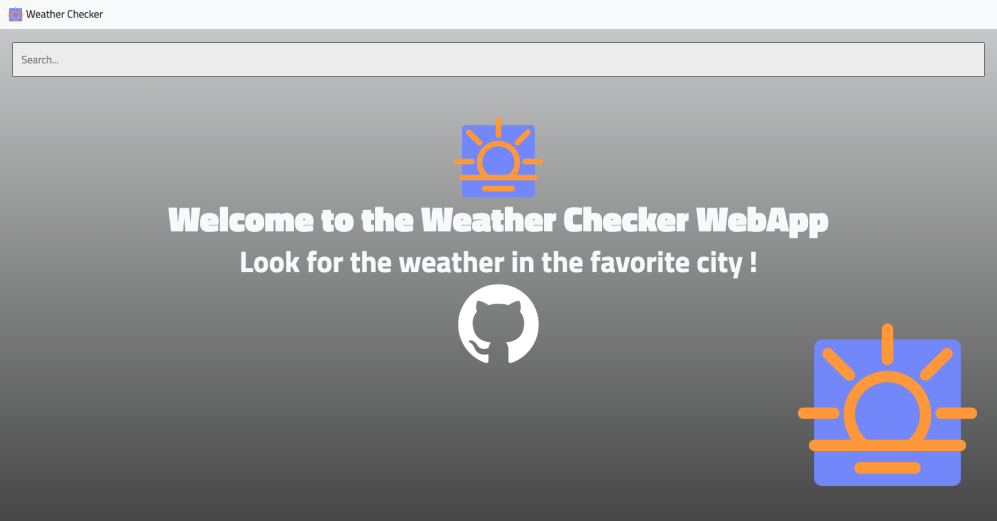 Weather Checker
Search...
Welcome to the Weather Checker WebApp
Look for the weather in the favorite city !